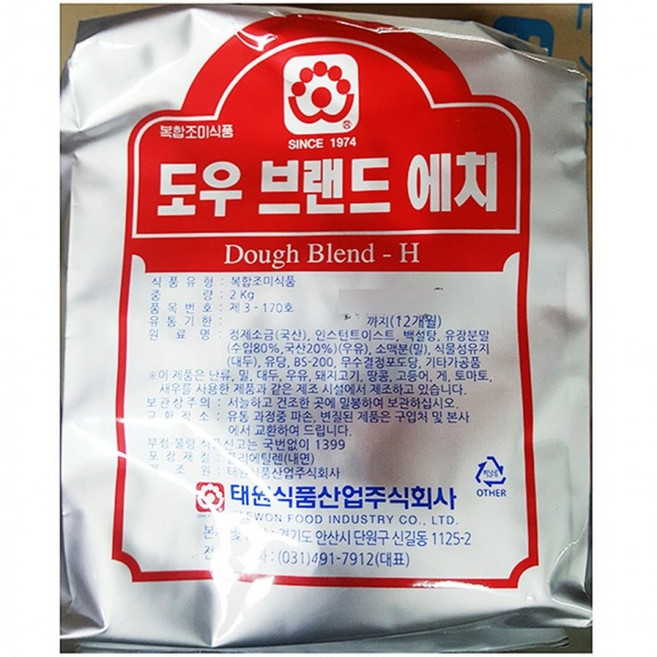 복합조미식품
SINCE 1974
도우 브랜드 에치
Dough Blend - H
식품유형 : 복합조미식품
중 량 : 2 Kg
품목번호 : 제 3 - 170호
유통기한 : 까지(12개월)
원 료 명 : 정제소금(국산), 인스턴트이스트, 백설탕, 유장분말
(수입80%, 국산20%)(우유), 소맥분(밀), 식물성유지
(대두), 유당, BS-200, 무수결정포도당, 기타가공품
※이 제품은 난류, 밀, 대두, 우유, 돼지고기, 땅콩, 고등어, 게, 토마토,
새우를 사용한 제품과 같은 제조 시설에서 제조하고 있습니다.
보관상주의 : 서늘하고 건조한 곳에 밀봉하여 보관하십시오.
교환장소 : 유통 과정중 파손, 변질된 제품은 구입처 및 본사
에서 교환하여 드립니다.
부정·불량식품신고는 국번없이 1399
포장재질 : 폴리에틸렌(내면)
제조원 : 태원식품산업주식회사
태원식품산업주식회사
TAEWON FOOD INDUSTRY CO., LTD.
경기도 안산시 단원구 신길동 1125-2
(031)491-7912(대표)
OTHER